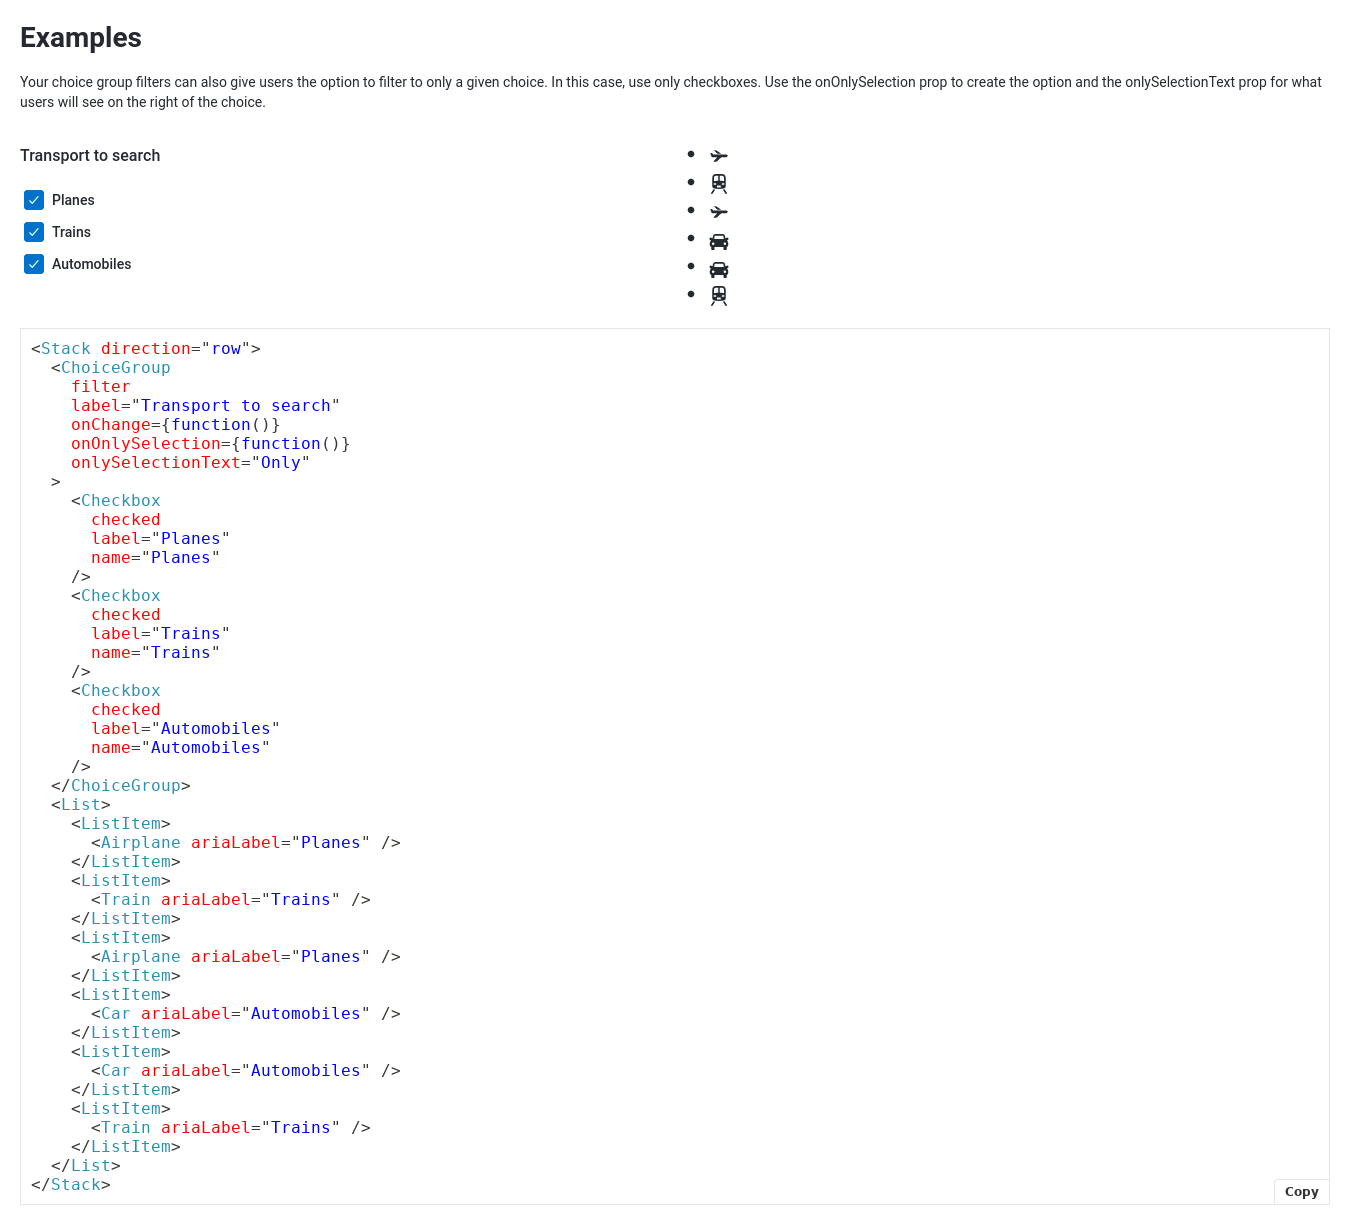 Examples
Your choice group filters can also give users the option to filter to only a given choice. In this case, use only checkboxes. Use the onOnlySelection prop to create the option and the onlySelectionText prop for what
users will see on the right of the choice.
Transport to search
Planes
Trains
Automobiles
<Stack direction="row">
  <ChoiceGroup
    filter
    label="Transport to search"
    onChange={function()}
    onOnlySelection={function()}
    onlySelectionText="Only"
  >
    <Checkbox
      checked
      label="Planes"
      name="Planes"
    />
    <Checkbox
      checked
      label="Trains"
      name="Trains"
    />
    <Checkbox
      checked
      label="Automobiles"
      name="Automobiles"
    />
  </ChoiceGroup>
  <List>
    <ListItem>
      <Airplane ariaLabel="Planes" />
    </ListItem>
    <ListItem>
      <Train ariaLabel="Trains" />
    </ListItem>
    <ListItem>
      <Airplane ariaLabel="Planes" />
    </ListItem>
    <ListItem>
      <Car ariaLabel="Automobiles" />
    </ListItem>
    <ListItem>
      <Car ariaLabel="Automobiles" />
    </ListItem>
    <ListItem>
      <Train ariaLabel="Trains" />
    </ListItem>
  </List>
</Stack>
Copy